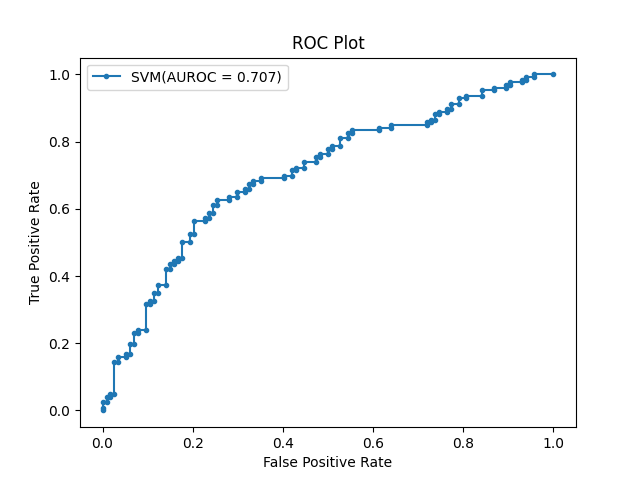 ROC Plot
SVM(AUROC = 0.707)
True Positive Rate
1.0
0.8
0.6
0.4
0.2
0.0
0.0 0.2 0.4 0.6 0.8 1.0
False Positive Rate